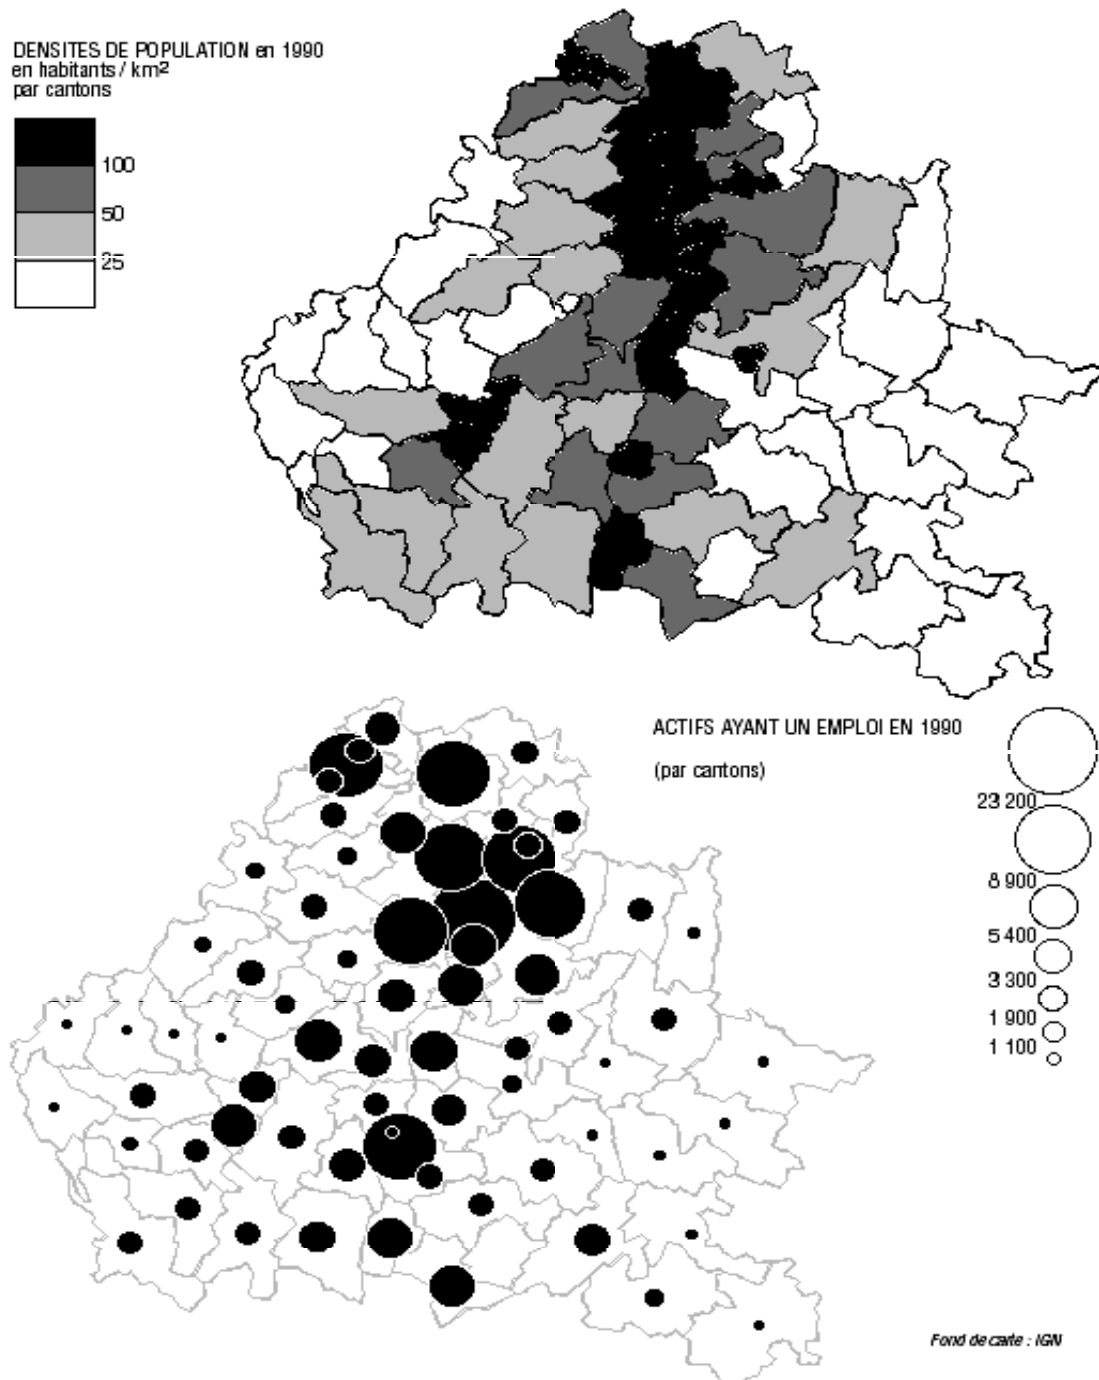 DENSITES DE POPULATION en 1990
en habitants / km²
par cantons
100
50
25
ACTIFS AYANT UN EMPLOI EN 1990
(par cantons)
23 200
8 900
5 400
3 300
1 900
1 100
Fond de carte : IGN